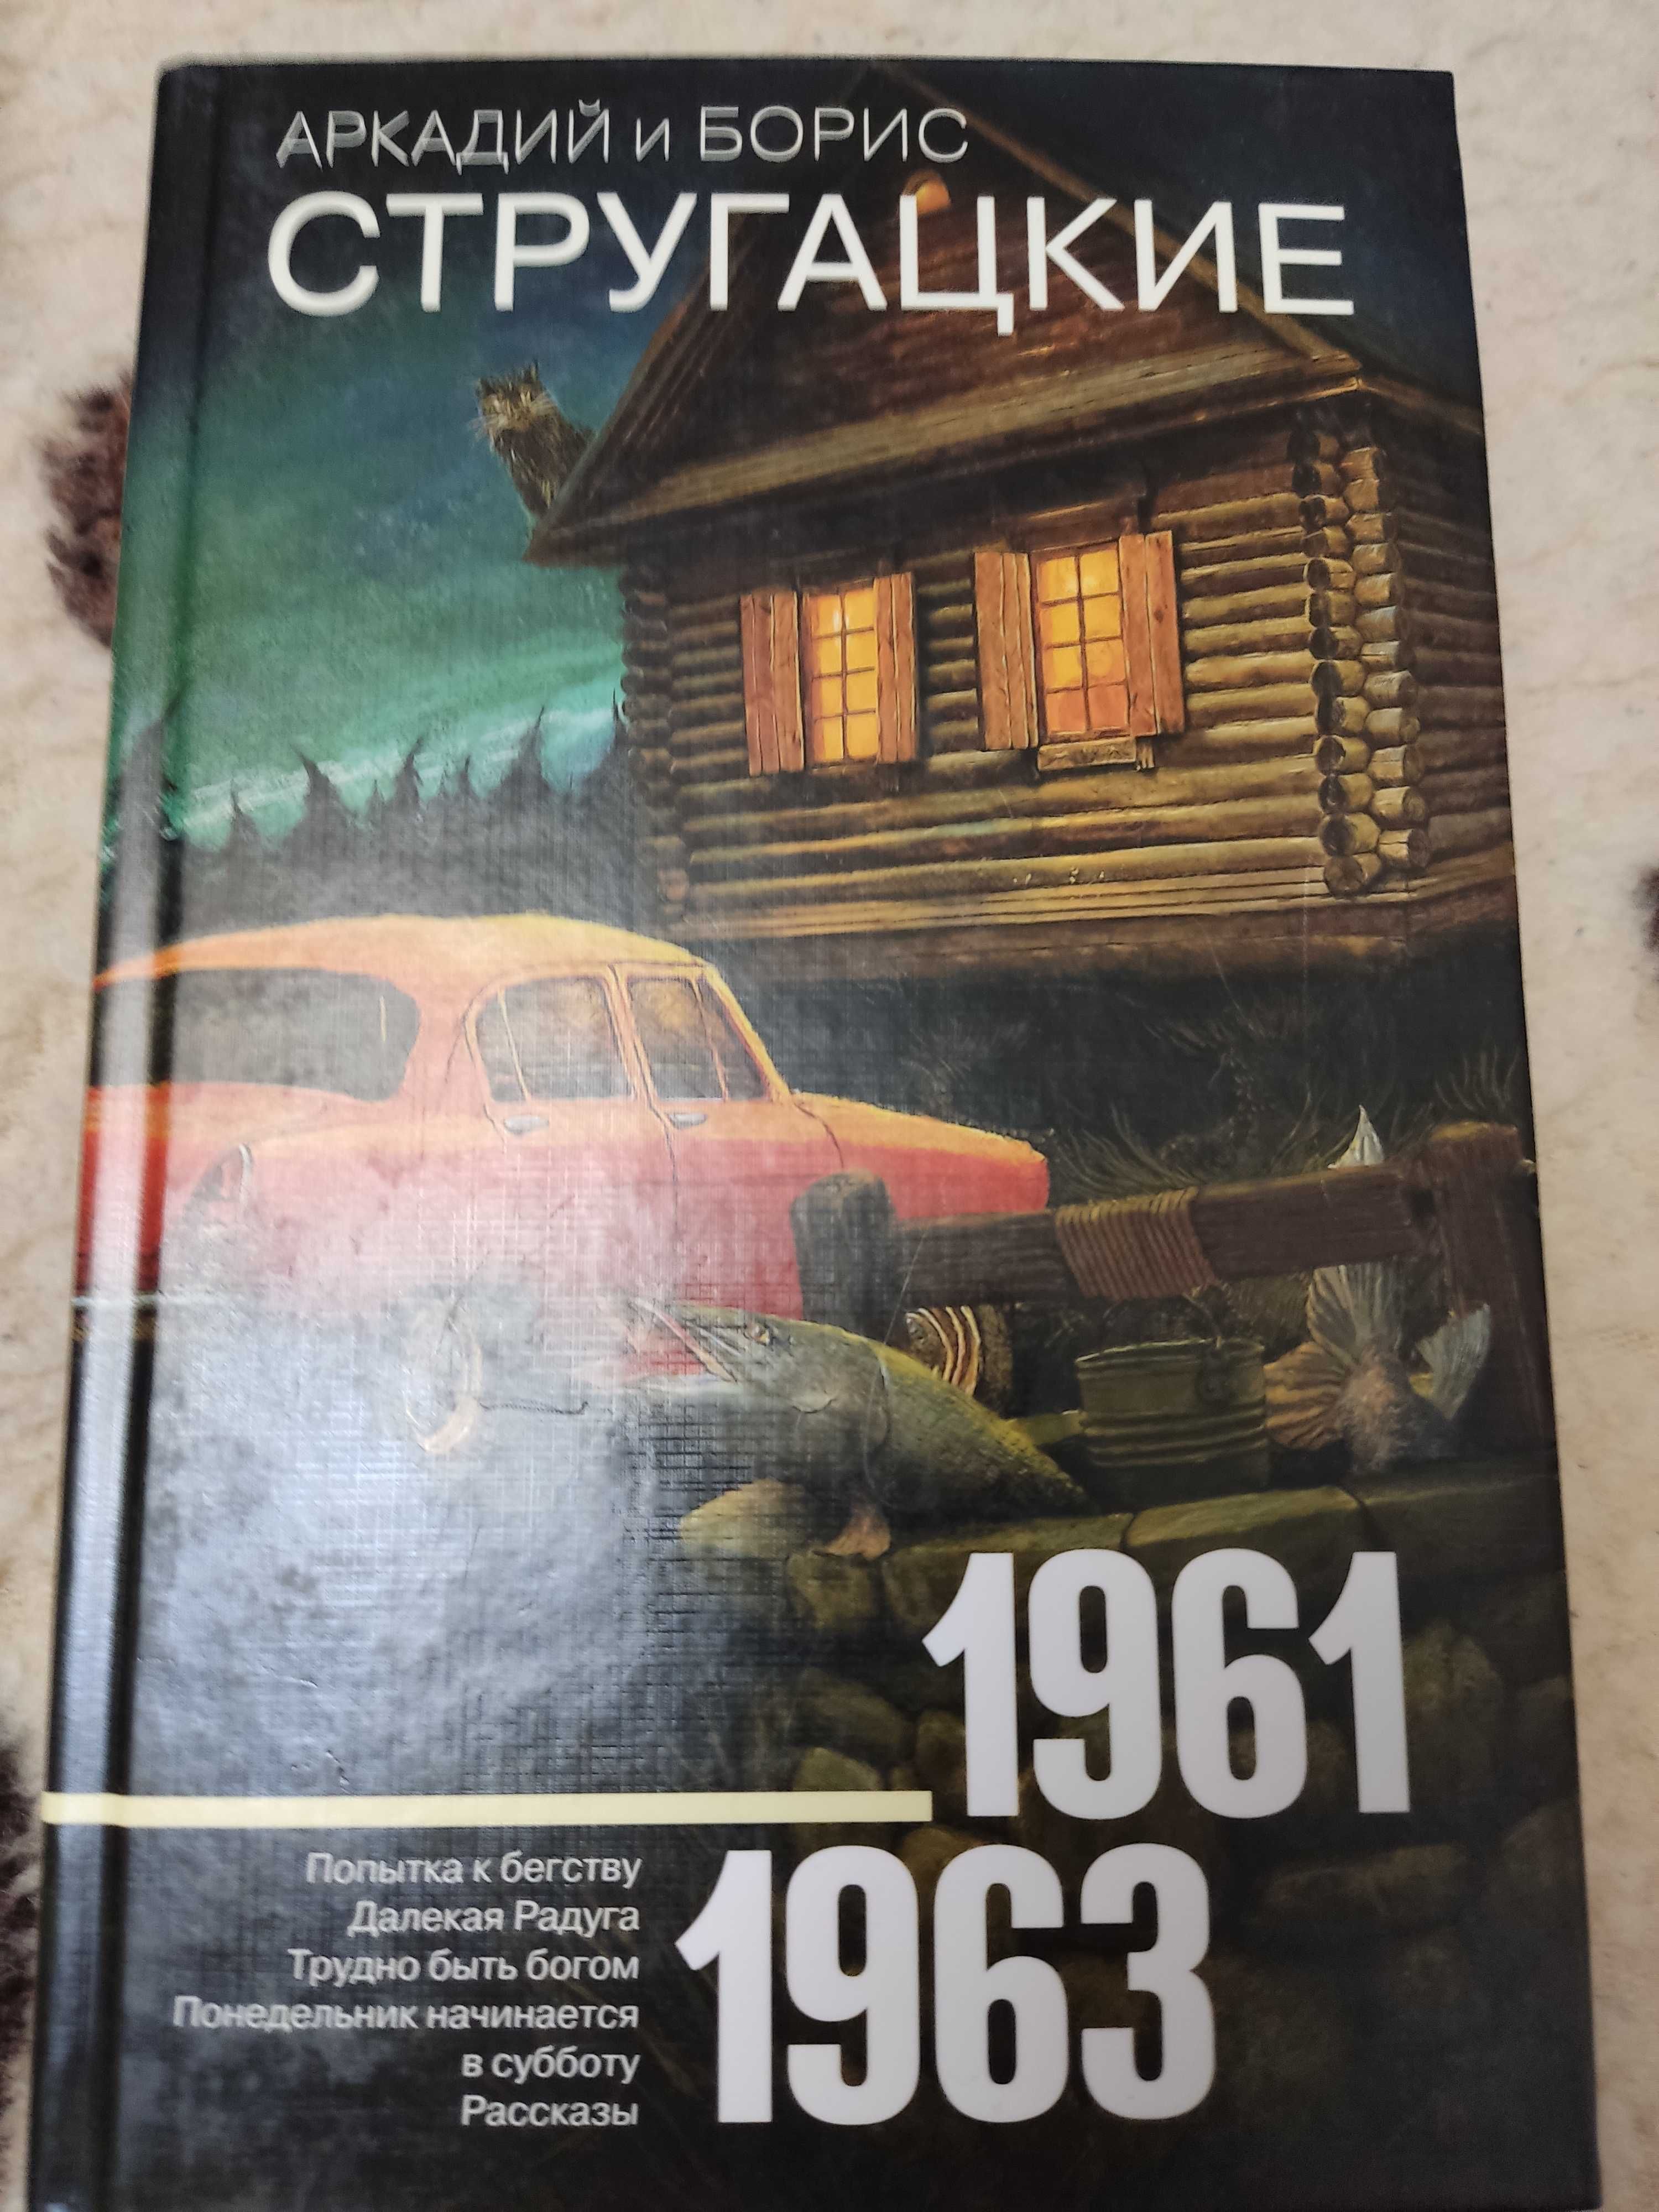 АРКАДИЙ и БОРИС
СТРУГАЦКИЕ
1961
1963
Попытка к бегству
Далекая Радуга
Трудно быть богом
Понедельник начинается
в субботу
Рассказы